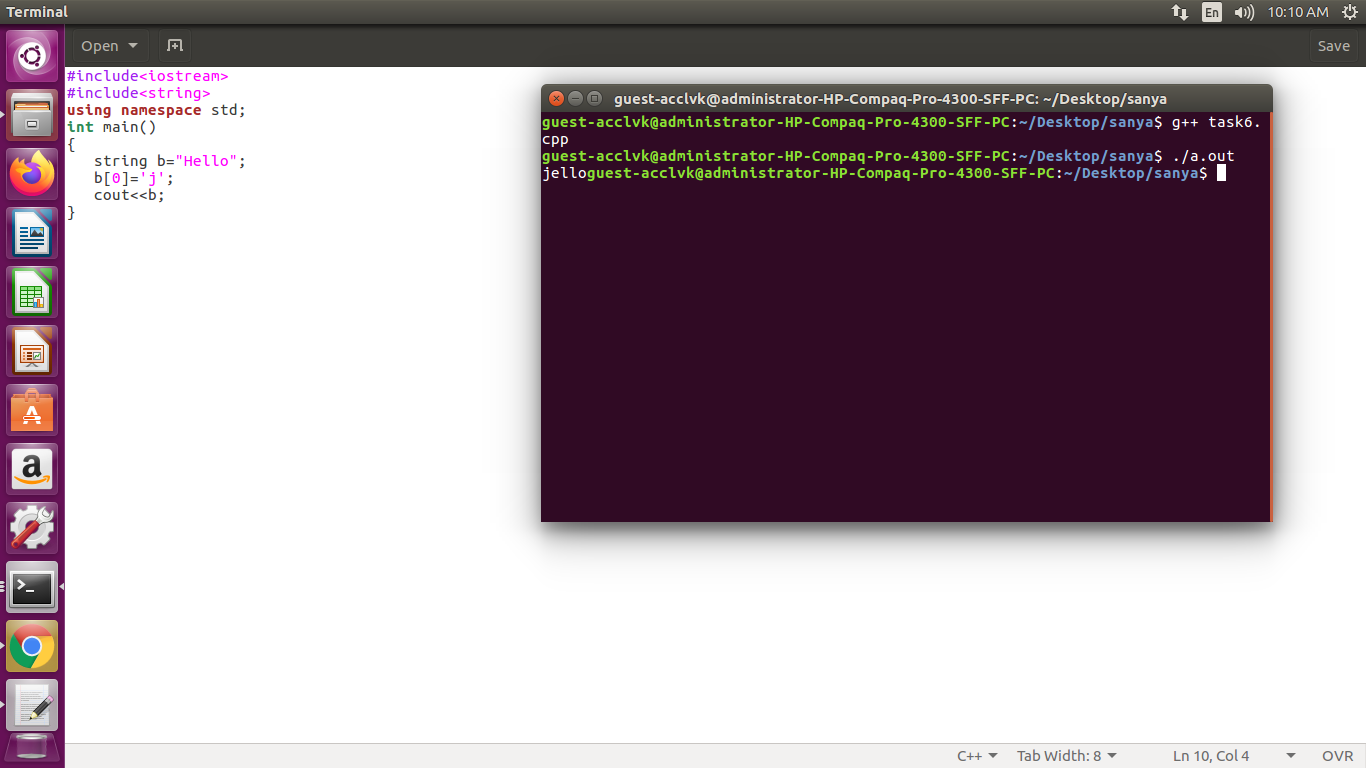 Terminal
En
10:10 AM
Open
Save
#include<iostream>
#include<string>
using namespace std;
int main()
{
   string b="Hello";
   b[0]='j';
   cout<<b;
}
guest-acclvk@administrator-HP-Compaq-Pro-4300-SFF-PC: ~/Desktop/sanya
guest-acclvk@administrator-HP-Compaq-Pro-4300-SFF-PC:~/Desktop/sanya$ g++ task6.
cpp
guest-acclvk@administrator-HP-Compaq-Pro-4300-SFF-PC:~/Desktop/sanya$ ./a.out
jelloguest-acclvk@administrator-HP-Compaq-Pro-4300-SFF-PC:~/Desktop/sanya$
C++
Tab Width: 8
Ln 10, Col 4
OVR